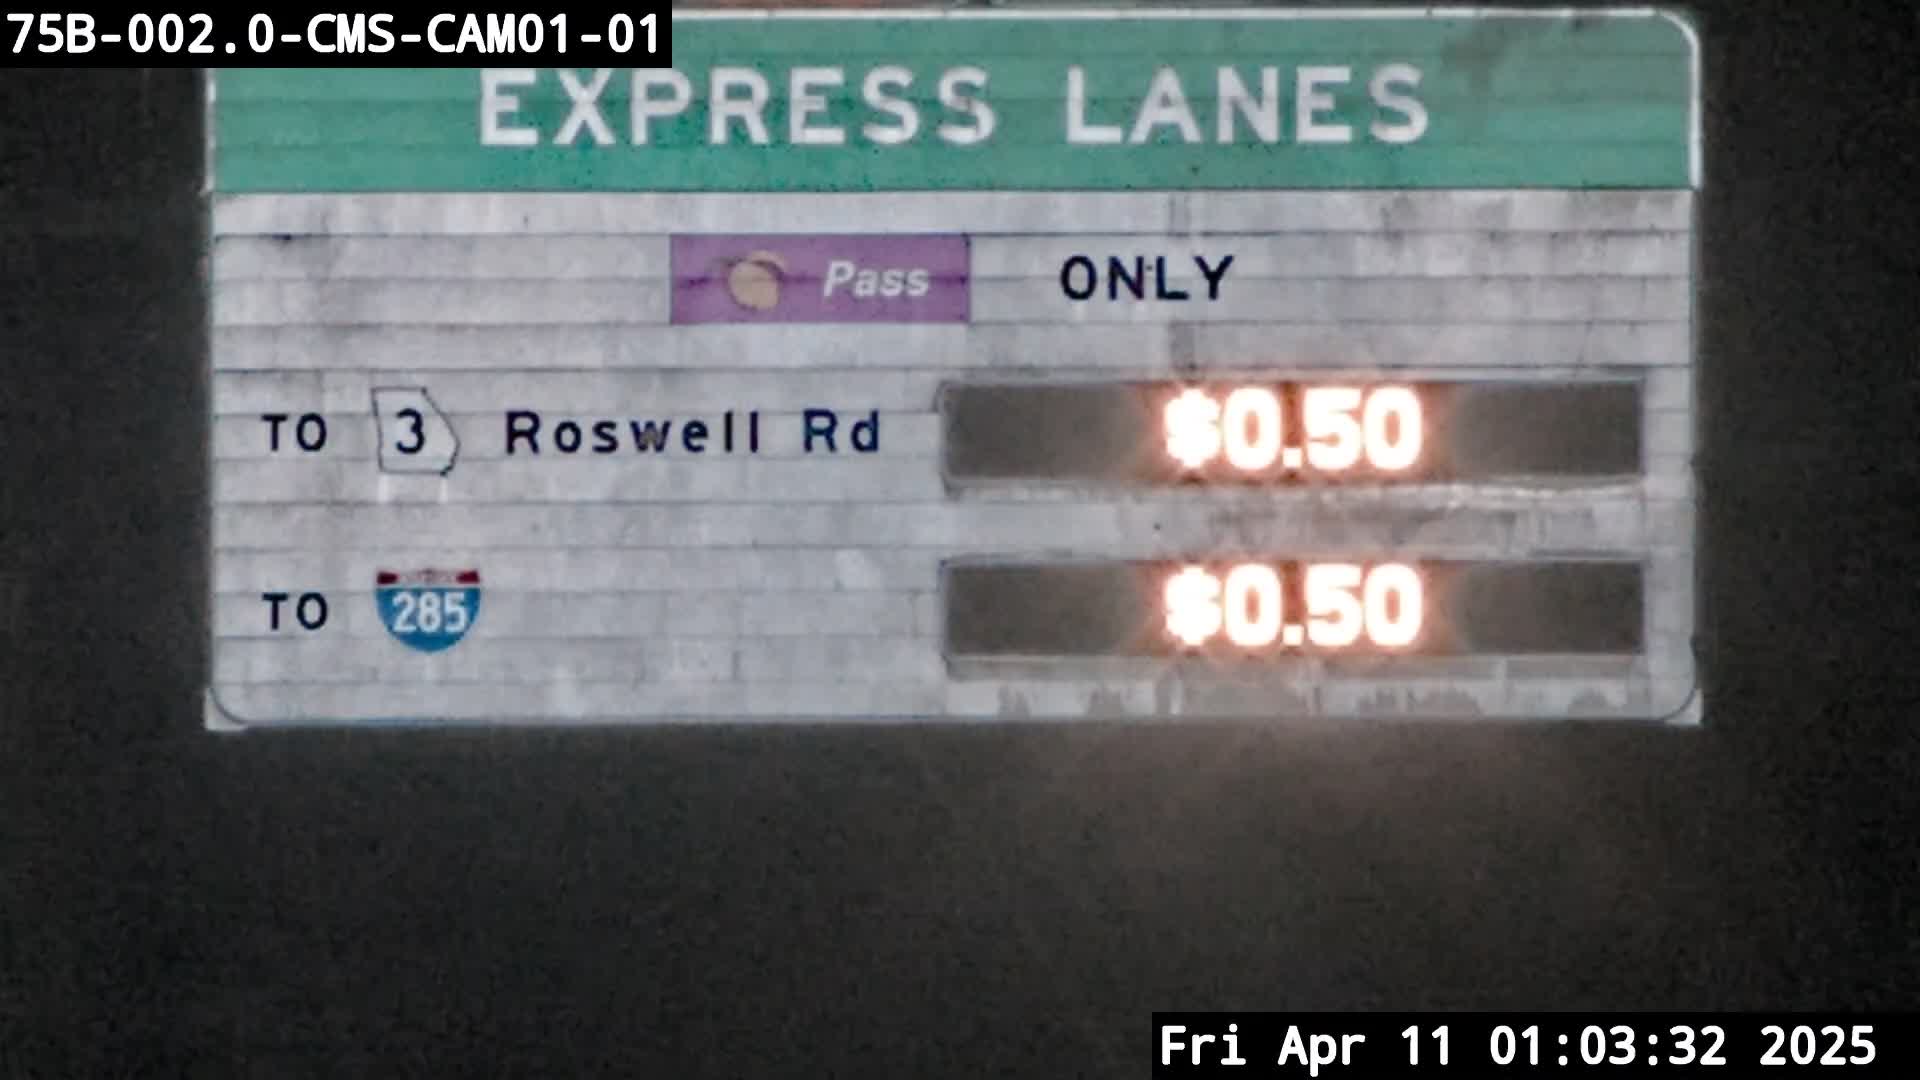 75B-002.0-CMS-CAM01-01
EXPRESS LANES
Pass ONLY
TO 3 Roswell Rd $0.50
TO 285 $0.50
Fri Apr 11 01:03:32 2025